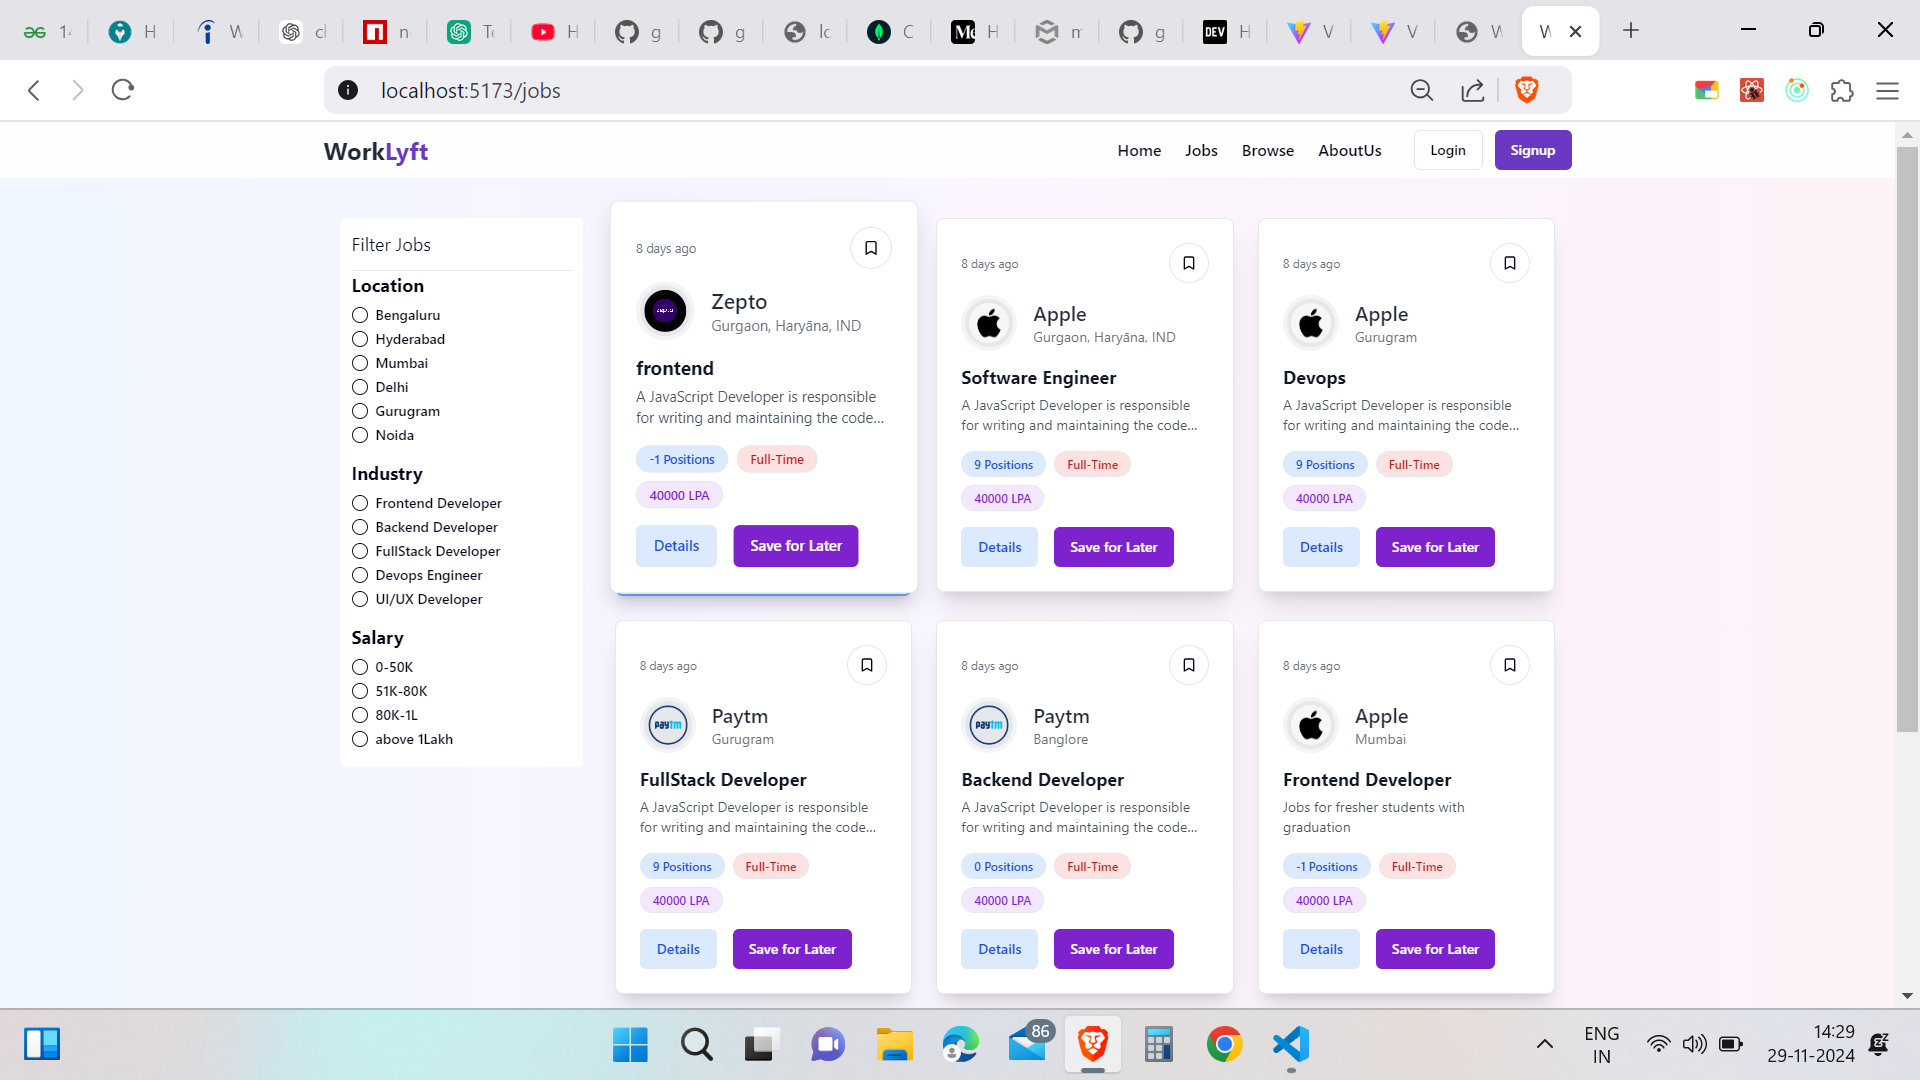 14
H
W
cl
n
Te
H
g
g
lo
C
H
m
g
DEV
H
V
V
W
W
localhost:5173/jobs
WorkLyft
Home
Jobs
Browse
AboutUs
Login
Signup
Filter Jobs
Location
Bengaluru
Hyderabad
Mumbai
Delhi
Gurugram
Noida
Industry
Frontend Developer
Backend Developer
FullStack Developer
Devops Engineer
UI/UX Developer
Salary
0-50K
51K-80K
80K-1L
above 1Lakh
8 days ago
Zepto
Gurgaon, Haryāna, IND
frontend
A JavaScript Developer is responsible
for writing and maintaining the code...
-1 Positions
Full-Time
40000 LPA
Details
Save for Later
8 days ago
Apple
Gurgaon, Haryāna, IND
Software Engineer
A JavaScript Developer is responsible
for writing and maintaining the code...
9 Positions
Full-Time
40000 LPA
Details
Save for Later
8 days ago
Apple
Gurugram
Devops
A JavaScript Developer is responsible
for writing and maintaining the code...
9 Positions
Full-Time
40000 LPA
Details
Save for Later
8 days ago
paytm
Paytm
Gurugram
FullStack Developer
A JavaScript Developer is responsible
for writing and maintaining the code...
9 Positions
Full-Time
40000 LPA
Details
Save for Later
8 days ago
paytm
Paytm
Banglore
Backend Developer
A JavaScript Developer is responsible
for writing and maintaining the code...
0 Positions
Full-Time
40000 LPA
Details
Save for Later
8 days ago
Apple
Mumbai
Frontend Developer
Jobs for fresher students with
graduation
-1 Positions
Full-Time
40000 LPA
Details
Save for Later
86
ENG
IN
14:29
29-11-2024